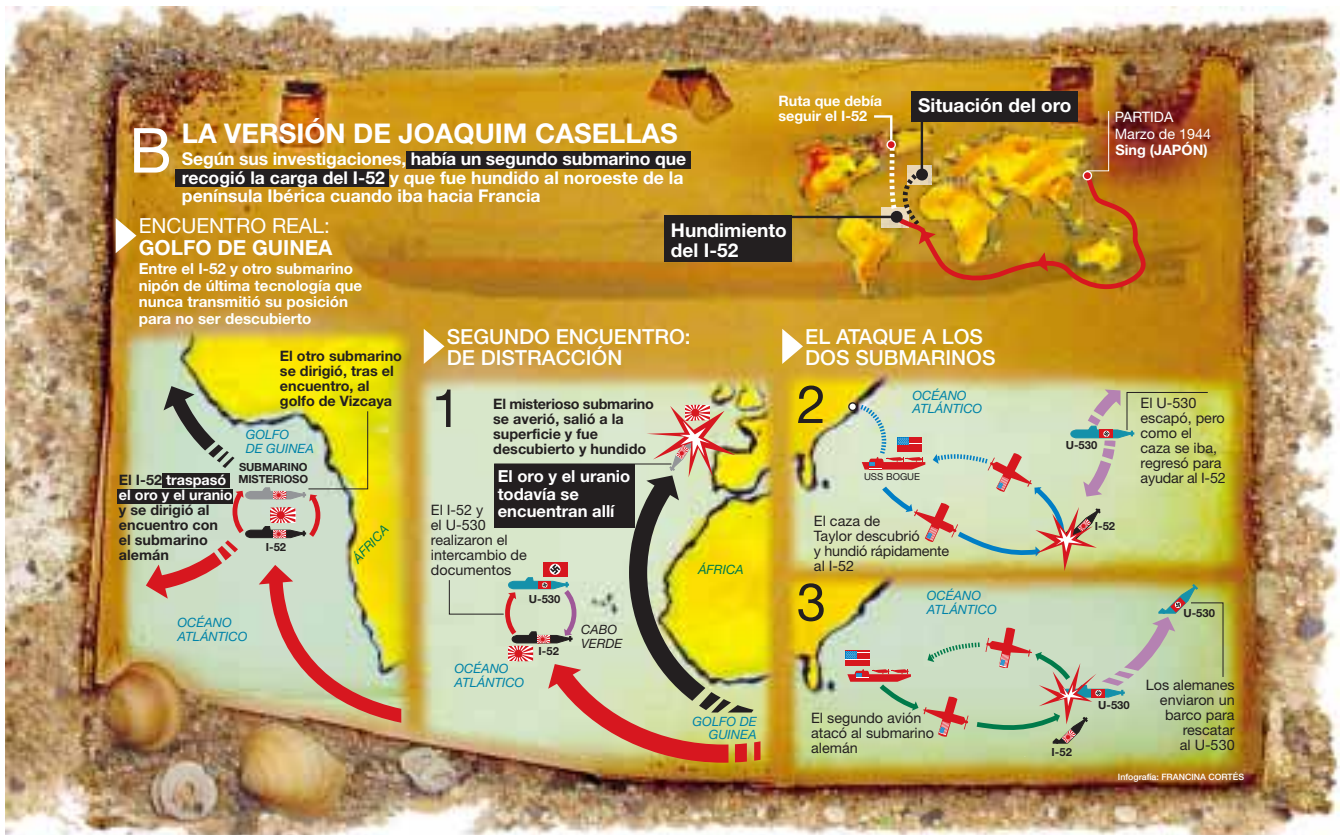 B
LA VERSIÓN DE JOAQUIM CASELLAS
Según sus investigaciones, había un segundo submarino que
recogió la carga del I-52 y que fue hundido al noroeste de la
península Ibérica cuando iba hacia Francia
Ruta que debía
seguir el I-52
Situación del oro
PARTIDA
Marzo de 1944
Sing (JAPÓN)
Hundimiento
del I-52
ENCUENTRO REAL:
GOLFO DE GUINEA
Entre el I-52 y otro submarino
nipón de última tecnología que
nunca transmitió su posición
para no ser descubierto
El otro submarino
se dirigió, tras el
encuentro, al
golfo de Vizcaya
GOLFO
DE GUINEA
SUBMARINO
MISTERIOSO
El I-52 traspasó
el oro y el uranio
y se dirigió al
encuentro con
el submarino
alemán
I-52
ÁFRICA
OCÉANO
ATLÁNTICO
SEGUNDO ENCUENTRO:
DE DISTRACCIÓN
1
El misterioso submarino
se averió, salió a la
superficie y fue
descubierto y hundido
El oro y el uranio
todavía se
encuentran allí
El I-52 y
el U-530
realizaron el
intercambio de
documentos
U-530
I-52
CABO
VERDE
ÁFRICA
OCÉANO
ATLÁNTICO
GOLFO DE
GUINEA
EL ATAQUE A LOS
DOS SUBMARINOS
2
OCÉANO
ATLÁNTICO
USS BOGUE
U-530
El U-530
escapó, pero
como el
caza se iba,
regresó para
ayudar al I-52
I-52
El caza de
Taylor descubrió
y hundió rápidamente
al I-52
3
OCÉANO
ATLÁNTICO
U-530
U-530
I-52
El segundo avión
atacó al submarino
alemán
Los alemanes
enviaron un
barco para
rescatar
al U-530
Infografía: FRANCINA CORTÉS